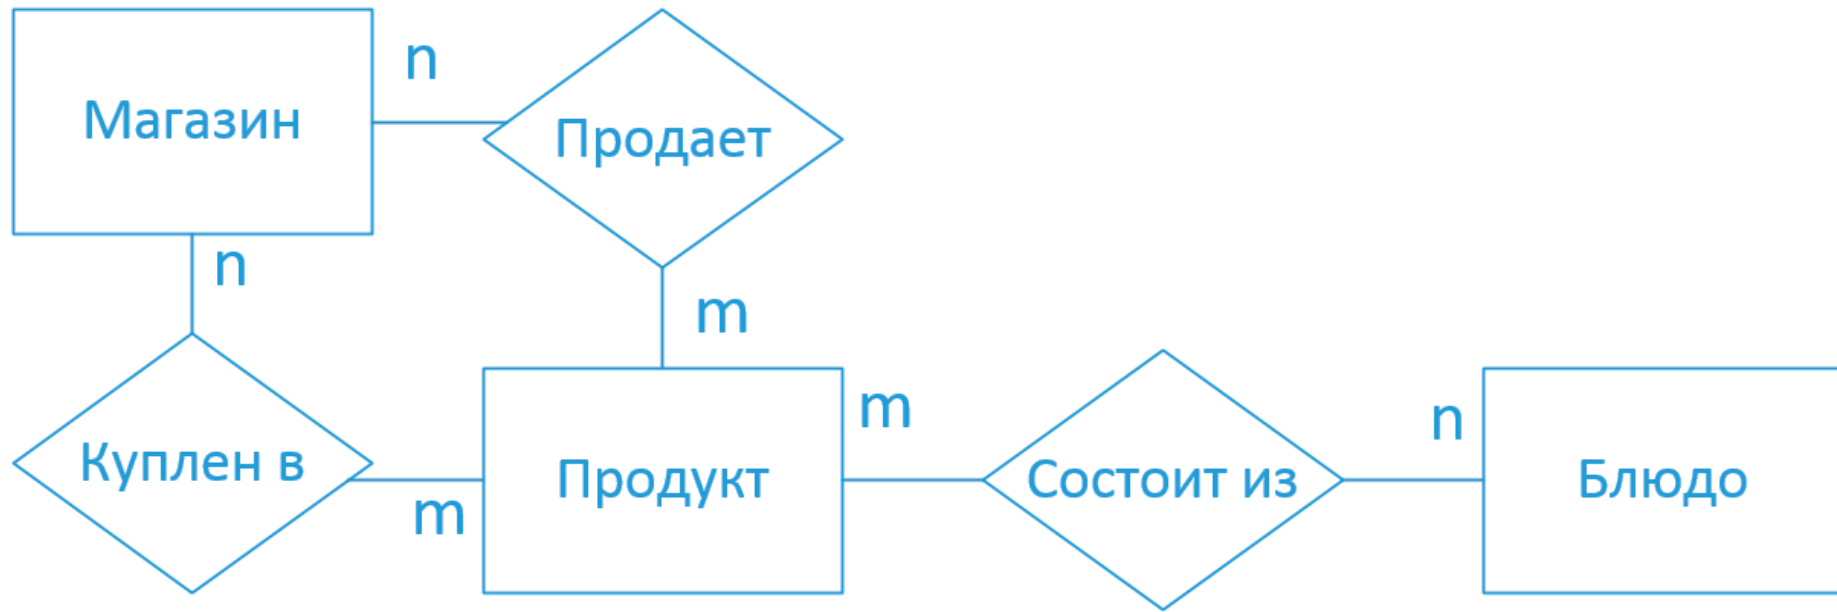 Магазин
n
Продает
n
m
Куплен в
m
Продукт
m
Состоит из
n
Блюдо